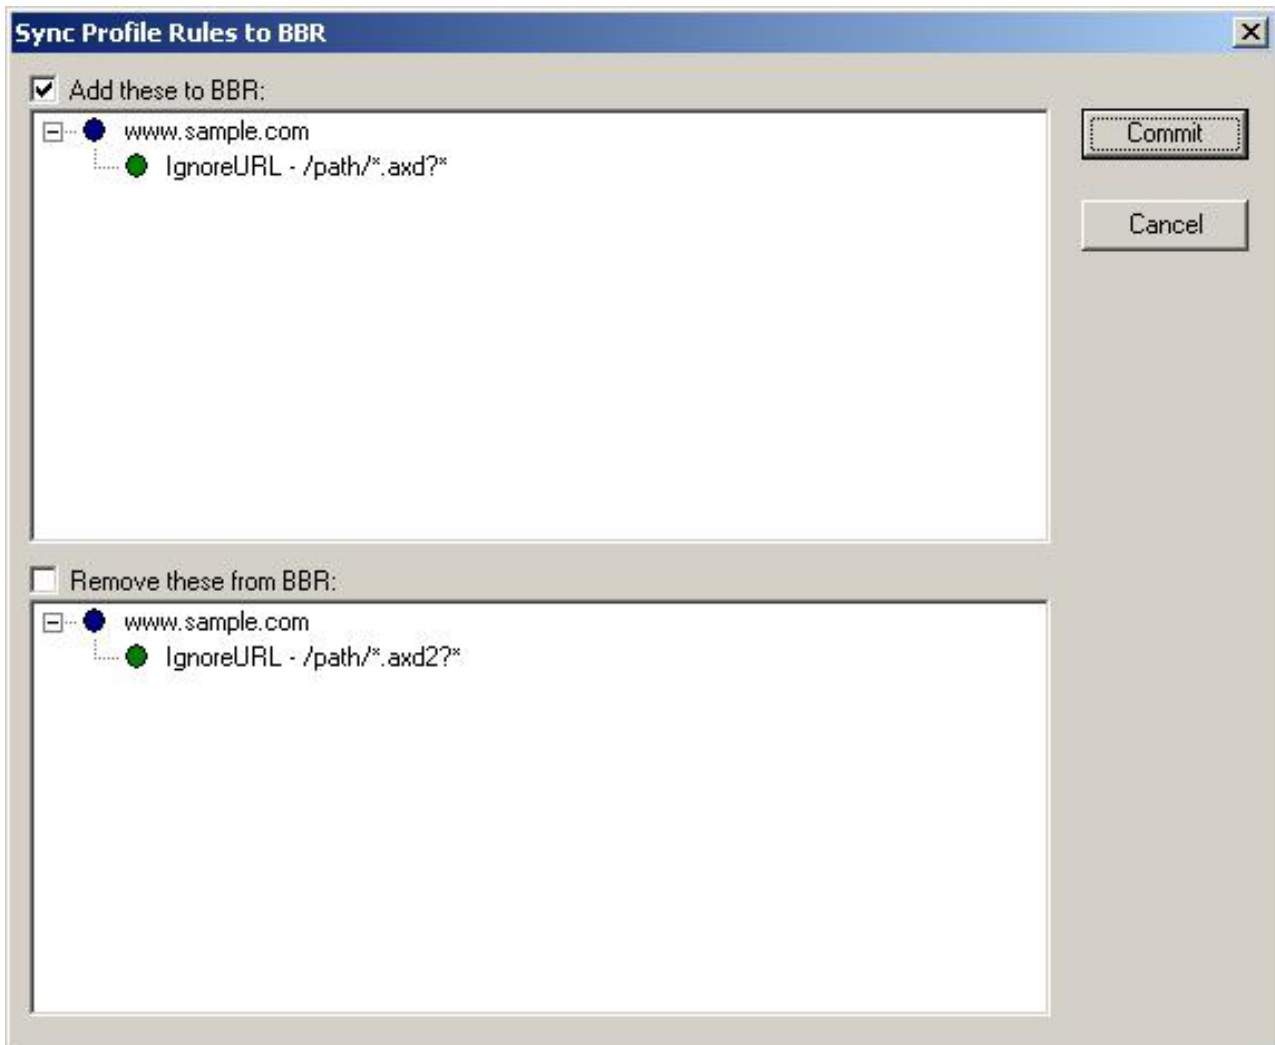 Sync Profile Rules to BBR
Add these to BBR:
www.sample.com
IgnoreURL - /path/*.axd?*
Commit
Cancel
Remove these from BBR:
www.sample.com
IgnoreURL - /path/*.axd2?*